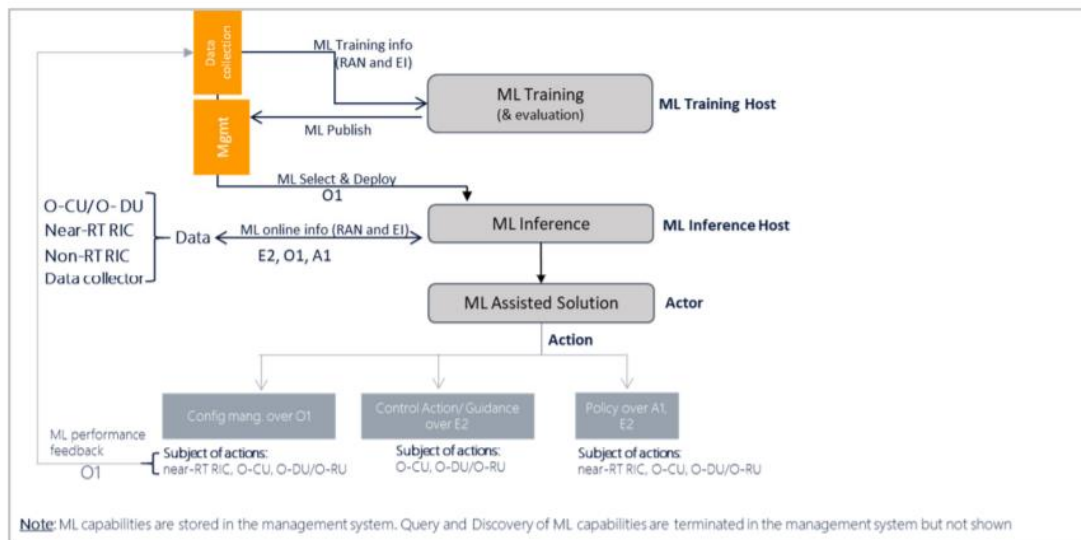 Data
collection
ML Training info
(RAN and EI)
ML Training
(& evaluation)
ML Training Host
ML Publish
Mgmt
ML Select & Deploy
O1
O-CU/O- DU
Near-RT RIC
Non-RT RIC
Data collector
Data
ML online info (RAN and EI)
E2, O1, A1
ML Inference
ML Inference Host
ML Assisted Solution
Actor
Action
Config mang. over O1
Control Action/ Guidance
over E2
Policy over A1,
E2
ML performance
feedback
O1
Subject of actions:
near-RT RIC, O-CU, O-DU/O-RU
Subject of actions:
O-CU, O-DU/O-RU
Subject of actions:
near-RT RIC, O-CU, O-DU/O-RU
Note: ML capabilities are stored in the management system. Query and Discovery of ML capabilities are terminated in the management system but not shown